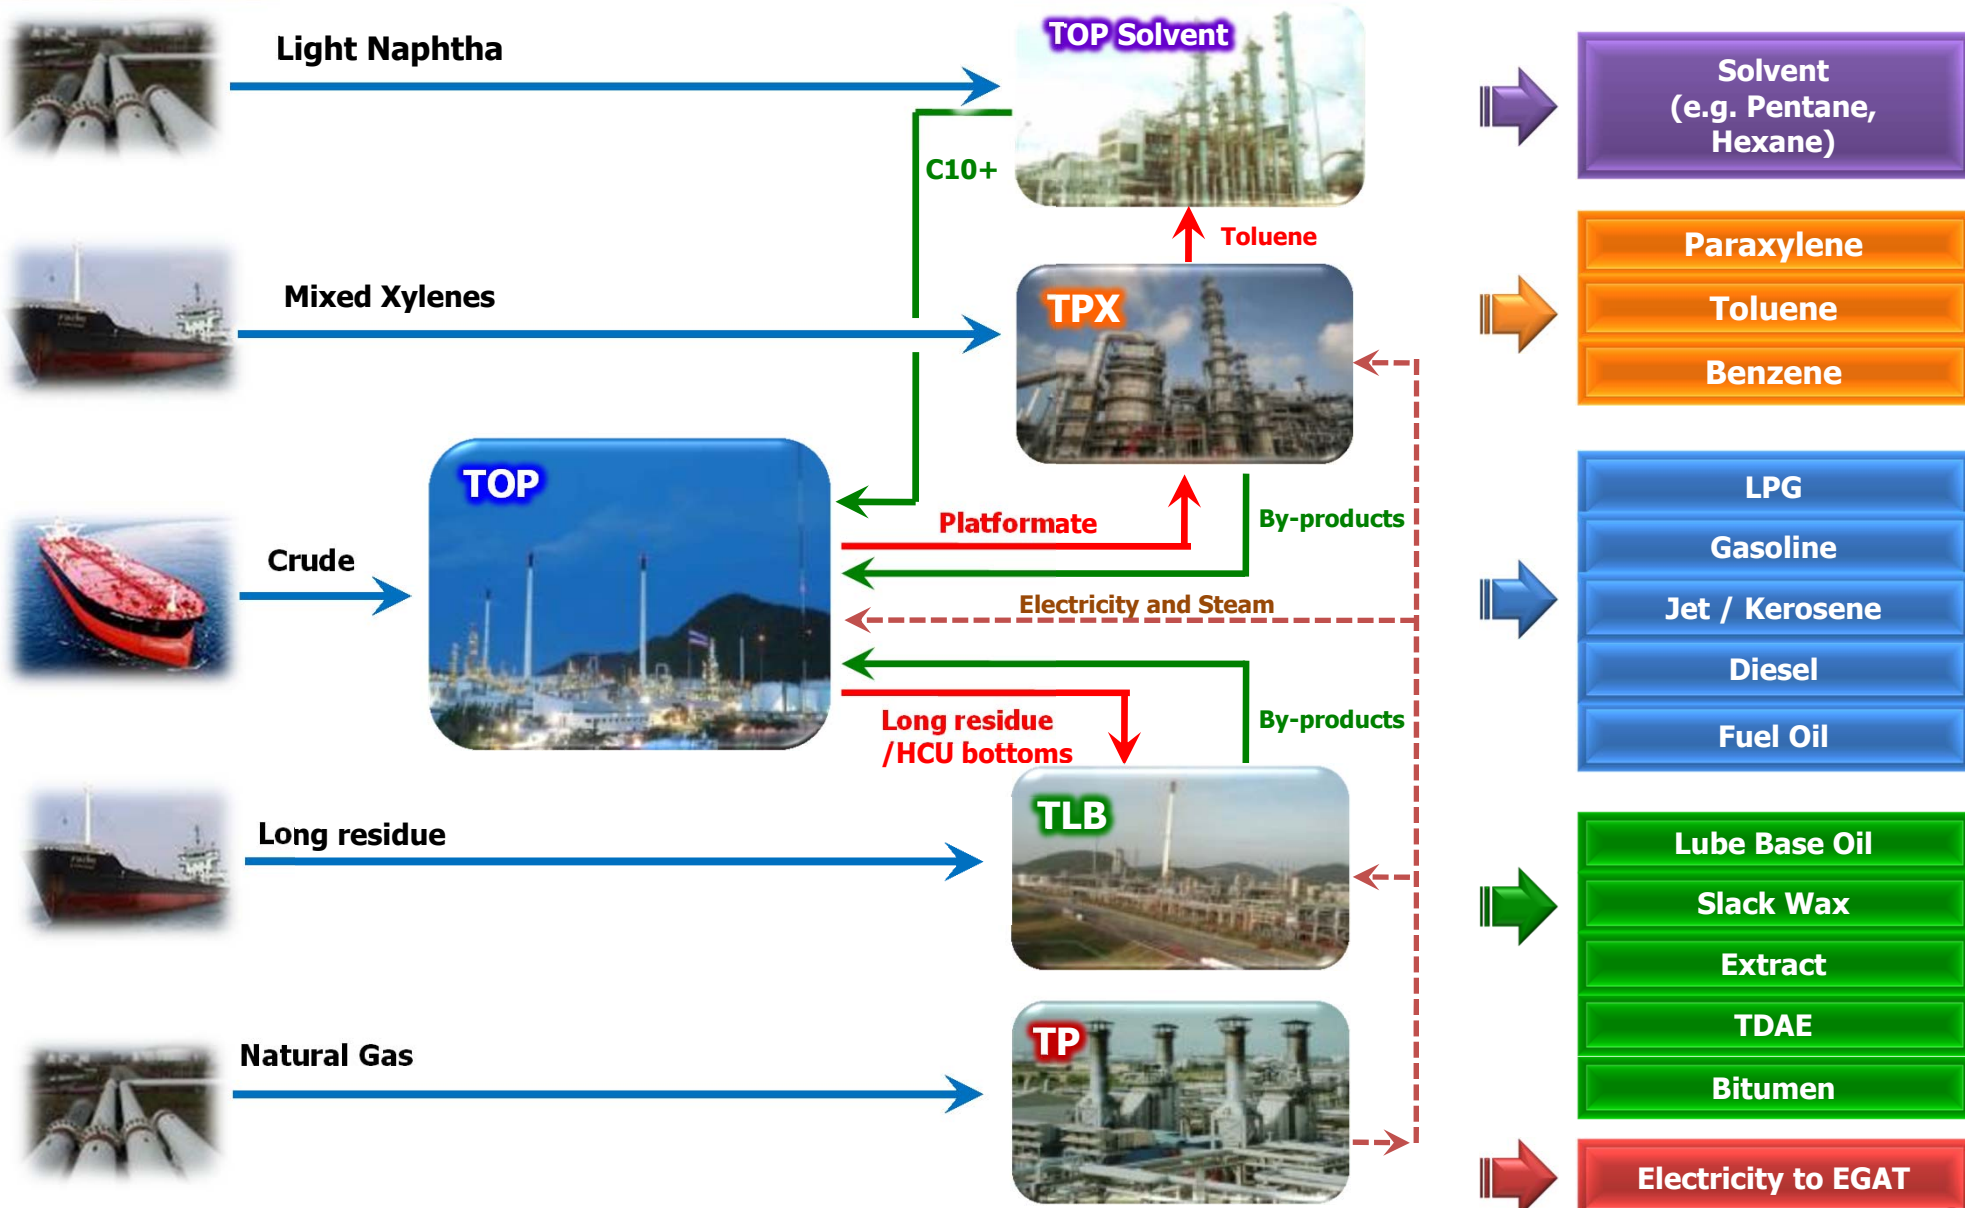 Light Naphtha
TOP Solvent
Solvent
(e.g. Pentane,
Hexane)
C10+
Toluene
Mixed Xylenes
TPX
Paraxylene
Toluene
Benzene
TOP
Platformate
By-products
Crude
Electricity and Steam
LPG
Gasoline
Jet / Kerosene
Diesel
Fuel Oil
Long residue
/HCU bottoms
By-products
Long residue
TLB
Lube Base Oil
Slack Wax
Extract
TDAE
Bitumen
Natural Gas
TP
Electricity to EGAT